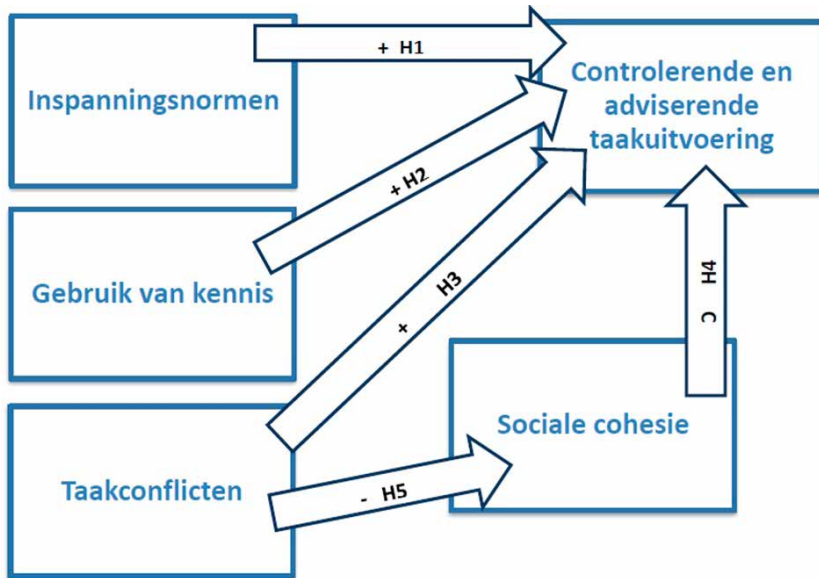 Inspanningsnormen
+ H1
Controlerende en
adviserende
taakuitvoering
+ H2
Gebruik van kennis
+ H3
H4 C
Sociale cohesie
Taakconflicten
- H5